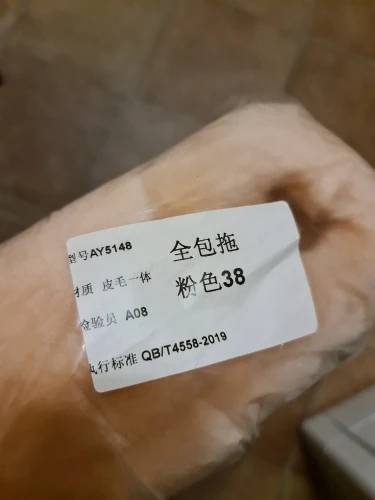 型号AY5148
全包拖
材质 皮毛一体
粉色38
检验员 A08
执行标准 QB/T4558-2019